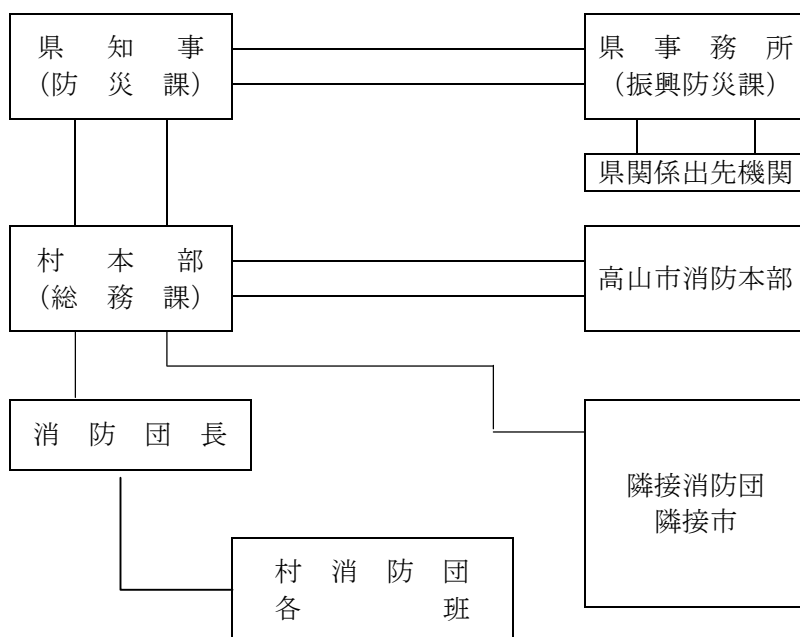 県知事
（防災課）
県事務所
（振興防災課）
県関係出先機関
村本部
（総務課）
高山市消防本部
消防団長
隣接消防団
隣接市
村消防団
各班